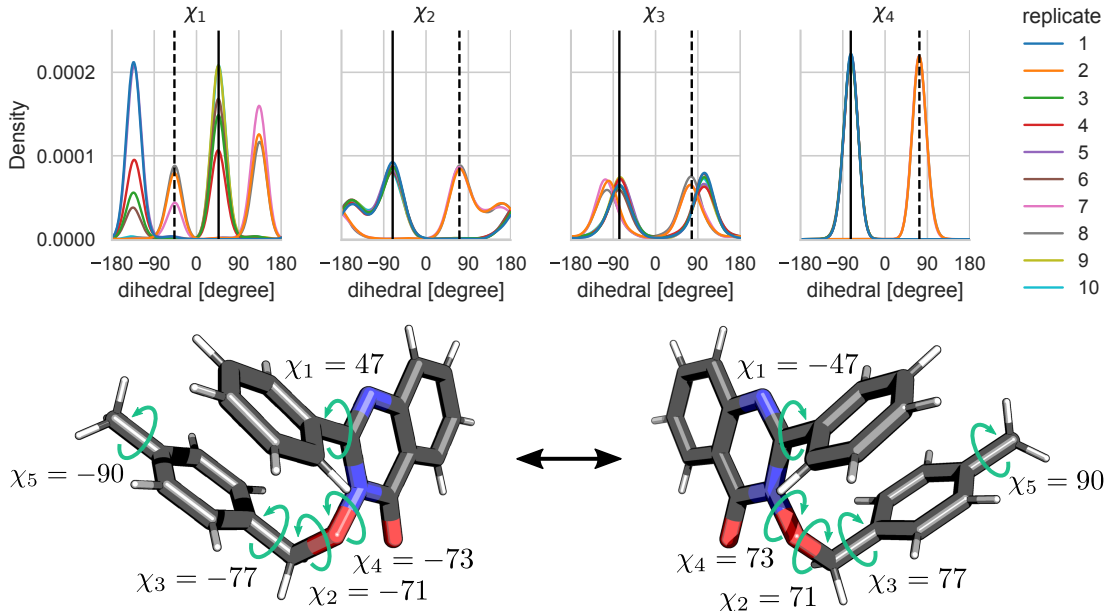 χ1 χ2 χ3 χ4 replicate
Density
0.0002
0.0001
0.0000
−180 −90 0 90 180
−180 −90 0 90 180
−180 −90 0 90 180
−180 −90 0 90 180
dihedral [degree] dihedral [degree] dihedral [degree] dihedral [degree]
1
2
3
4
5
6
7
8
9
10
χ1 = 47
χ5 = −90
χ4 = −73
χ3 = −77
χ2 = −71
χ1 = −47
χ5 = 90
χ4 = 73
χ3 = 77
χ2 = 71